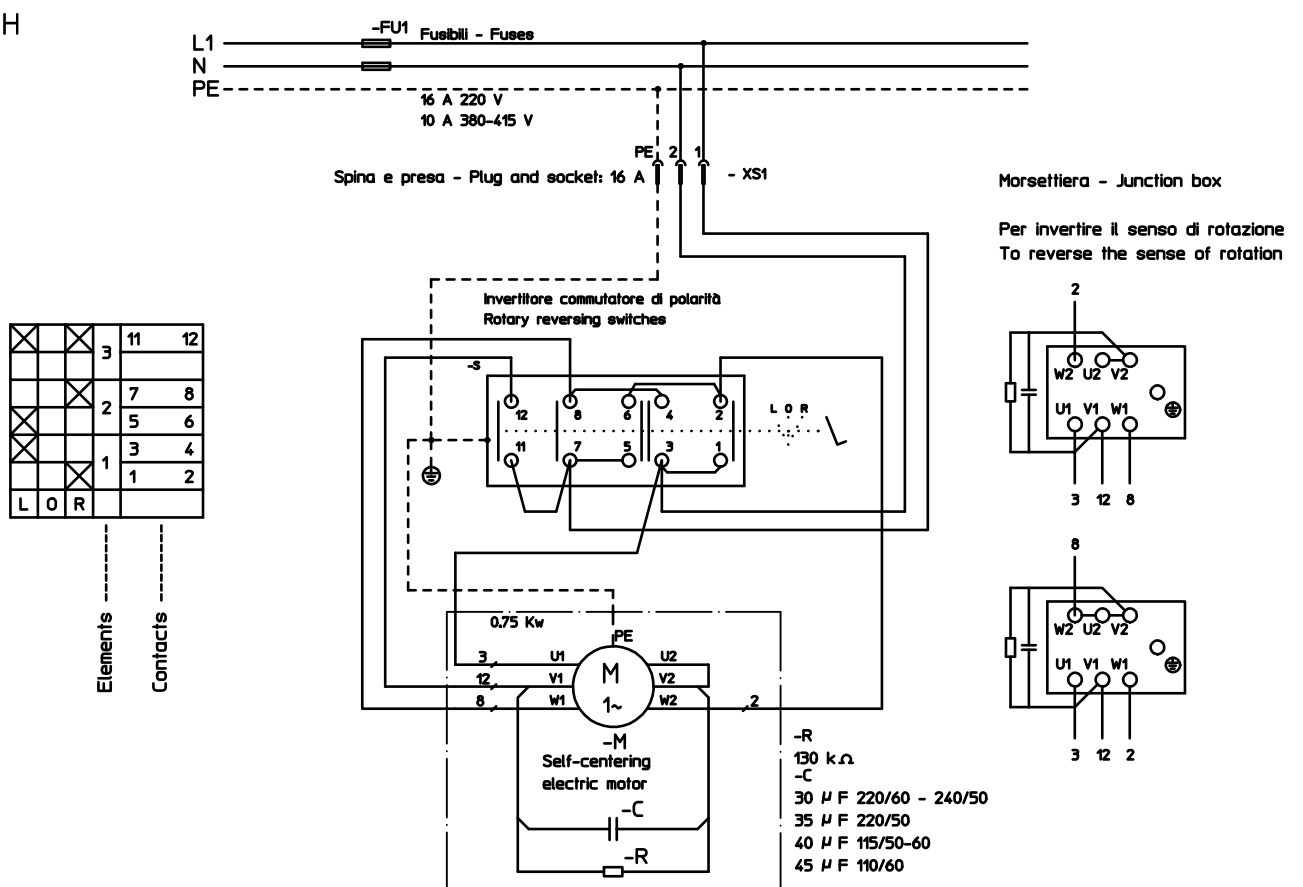 H
-FU1 Fusibili - Fuses
L1
N
PE
16 A 220 V
10 A 380-415 V
PE 2 1
Spina e presa - Plug and socket: 16 A - XS1
Morsettiera - Junction box
Per invertire il senso di rotazione
To reverse the sense of rotation
Invertitore commutatore di polarità
Rotary reversing switches
-S
12 8 6 4 2
L O R
11 7 5 3 1
3 11 12
2 7 8
5 6
1 3 4
1 2
L O R
Elements
Contacts
0.75 Kw
PE
3 U1 M U2
12 V1 V2
8 W1 1~ W2 2
-M
Self-centering
electric motor
-C
-R
-R
130 kΩ
-C
30 μF 220/60 - 240/50
35 μF 220/50
40 μF 115/50-60
45 μF 110/60
2
W2 U2 V2
U1 V1 W1
3 12 8
8
W2 U2 V2
U1 V1 W1
3 12 2